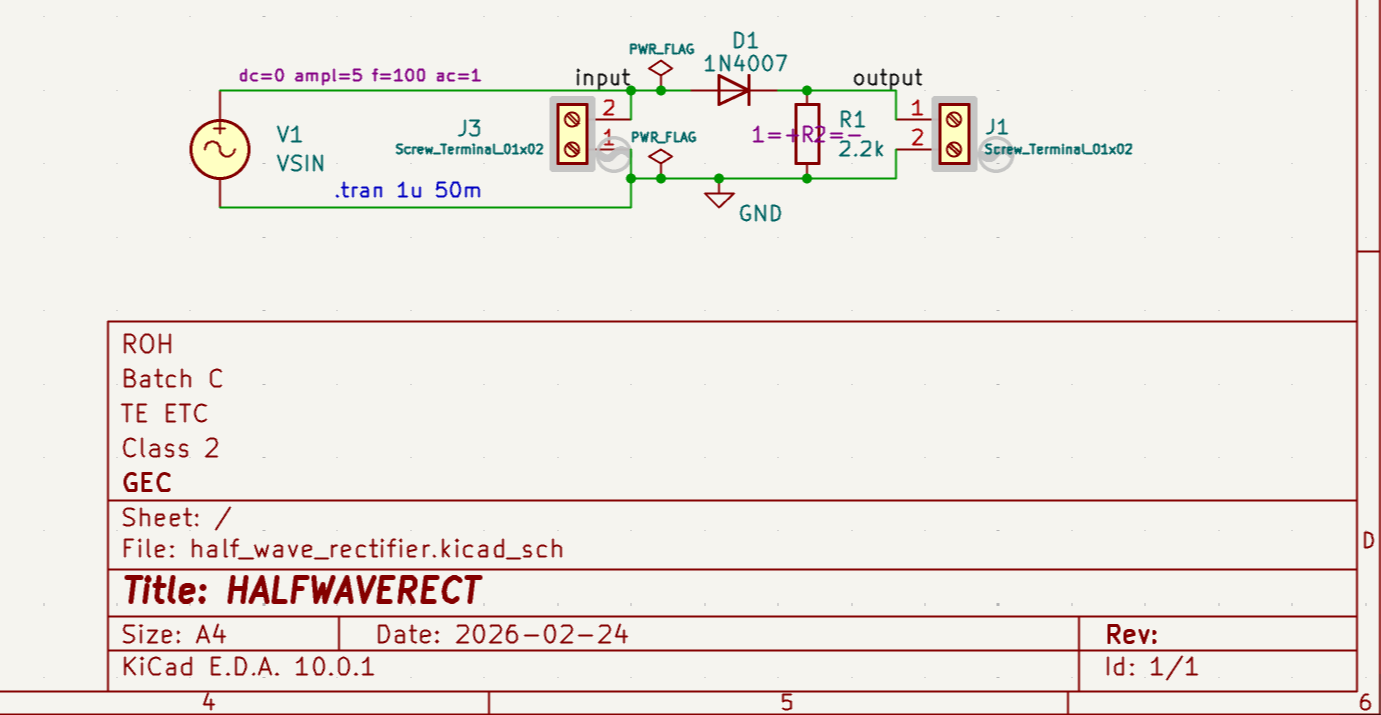 D1
PWR_FLAG
1N4007
dc=0 ampl=5 f=100 ac=1
input
output
2
1
V1
VSIN
J3
Screw_Terminal_01x02
1
PWR_FLAG
1=+R2=-
R1
2.2k
2
J1
Screw_Terminal_01x02
.tran 1u 50m
GND
ROH
Batch C
TE ETC
Class 2
GEC
Sheet: /
File: half_wave_rectifier.kicad_sch
D
Title: HALFWAVERECT
Size: A4 Date: 2026-02-24 Rev:
KiCad E.D.A. 10.0.1 Id: 1/1
4 5 6